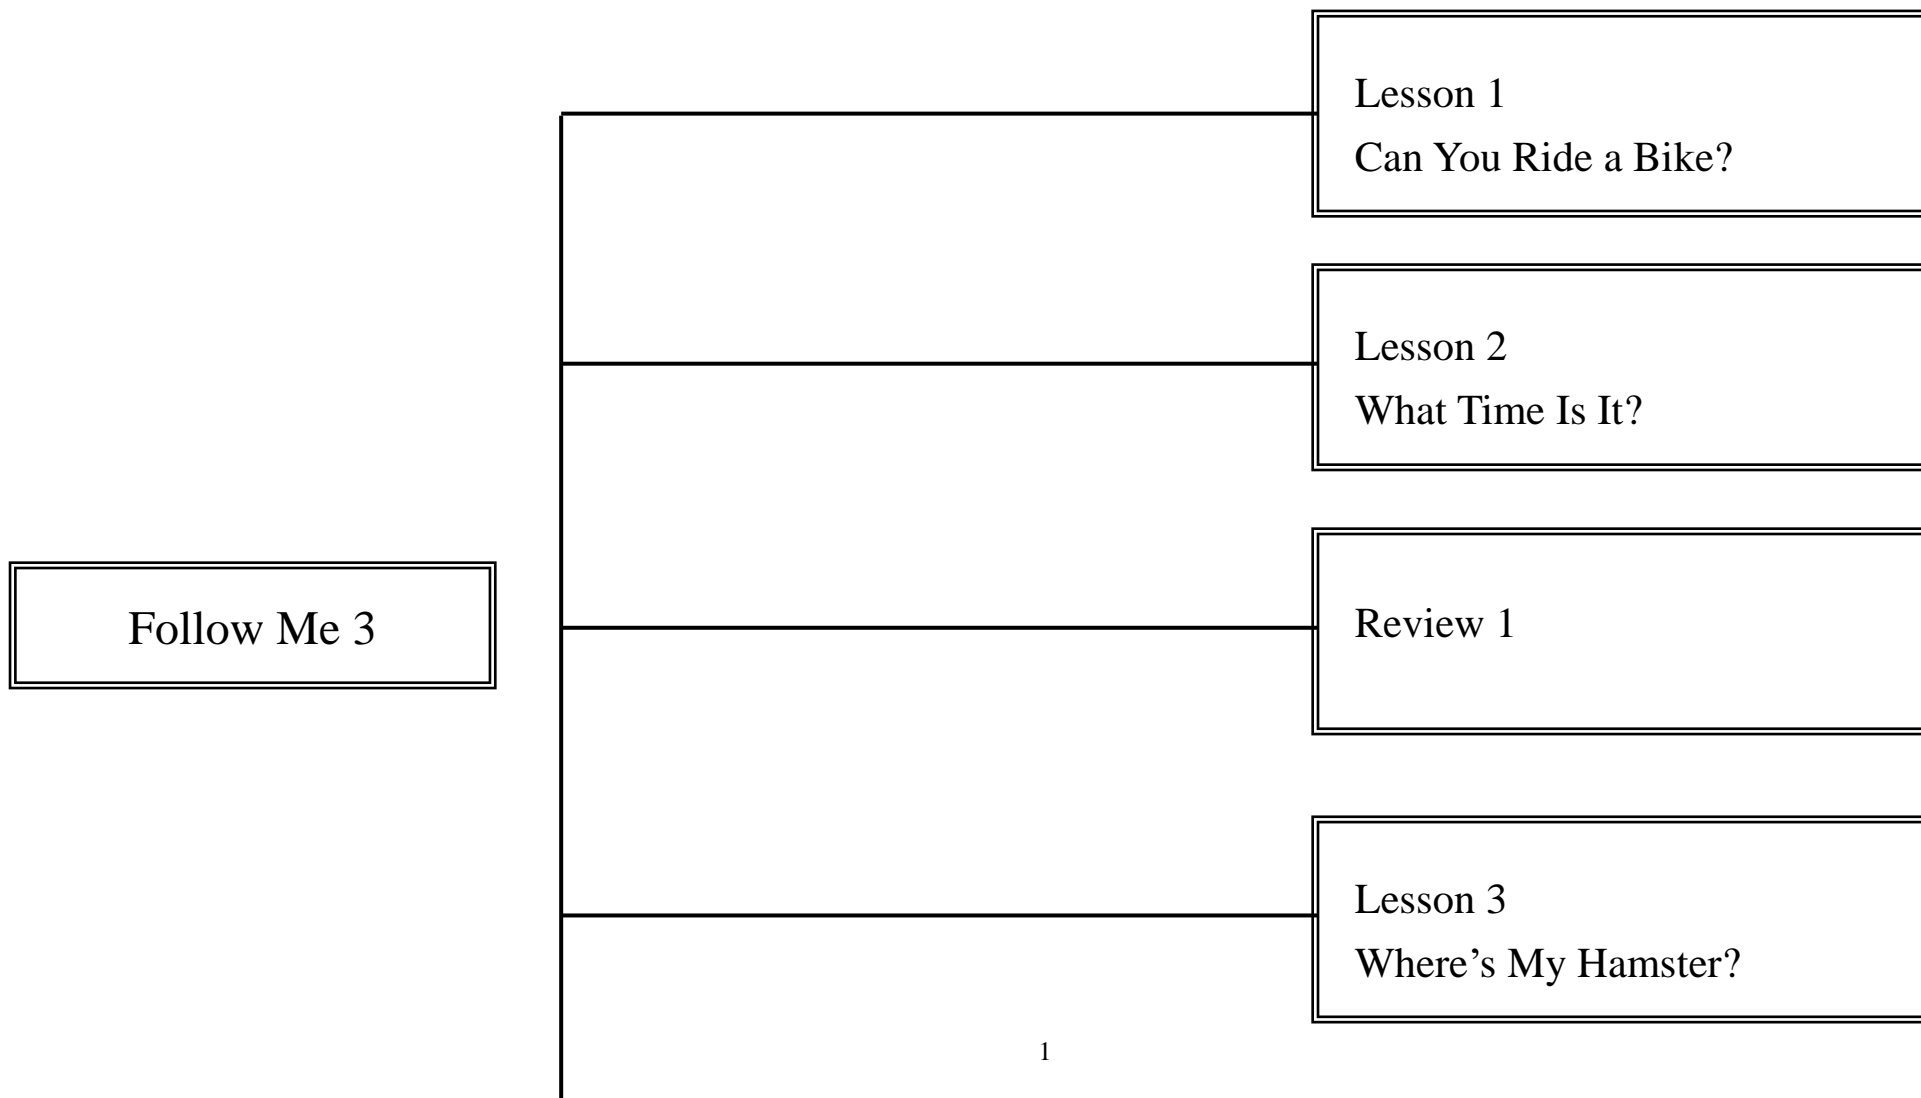 Lesson 1
Can You Ride a Bike?
Lesson 2
What Time Is It?
Follow Me 3
Review 1
Lesson 3
Where’s My Hamster?
1